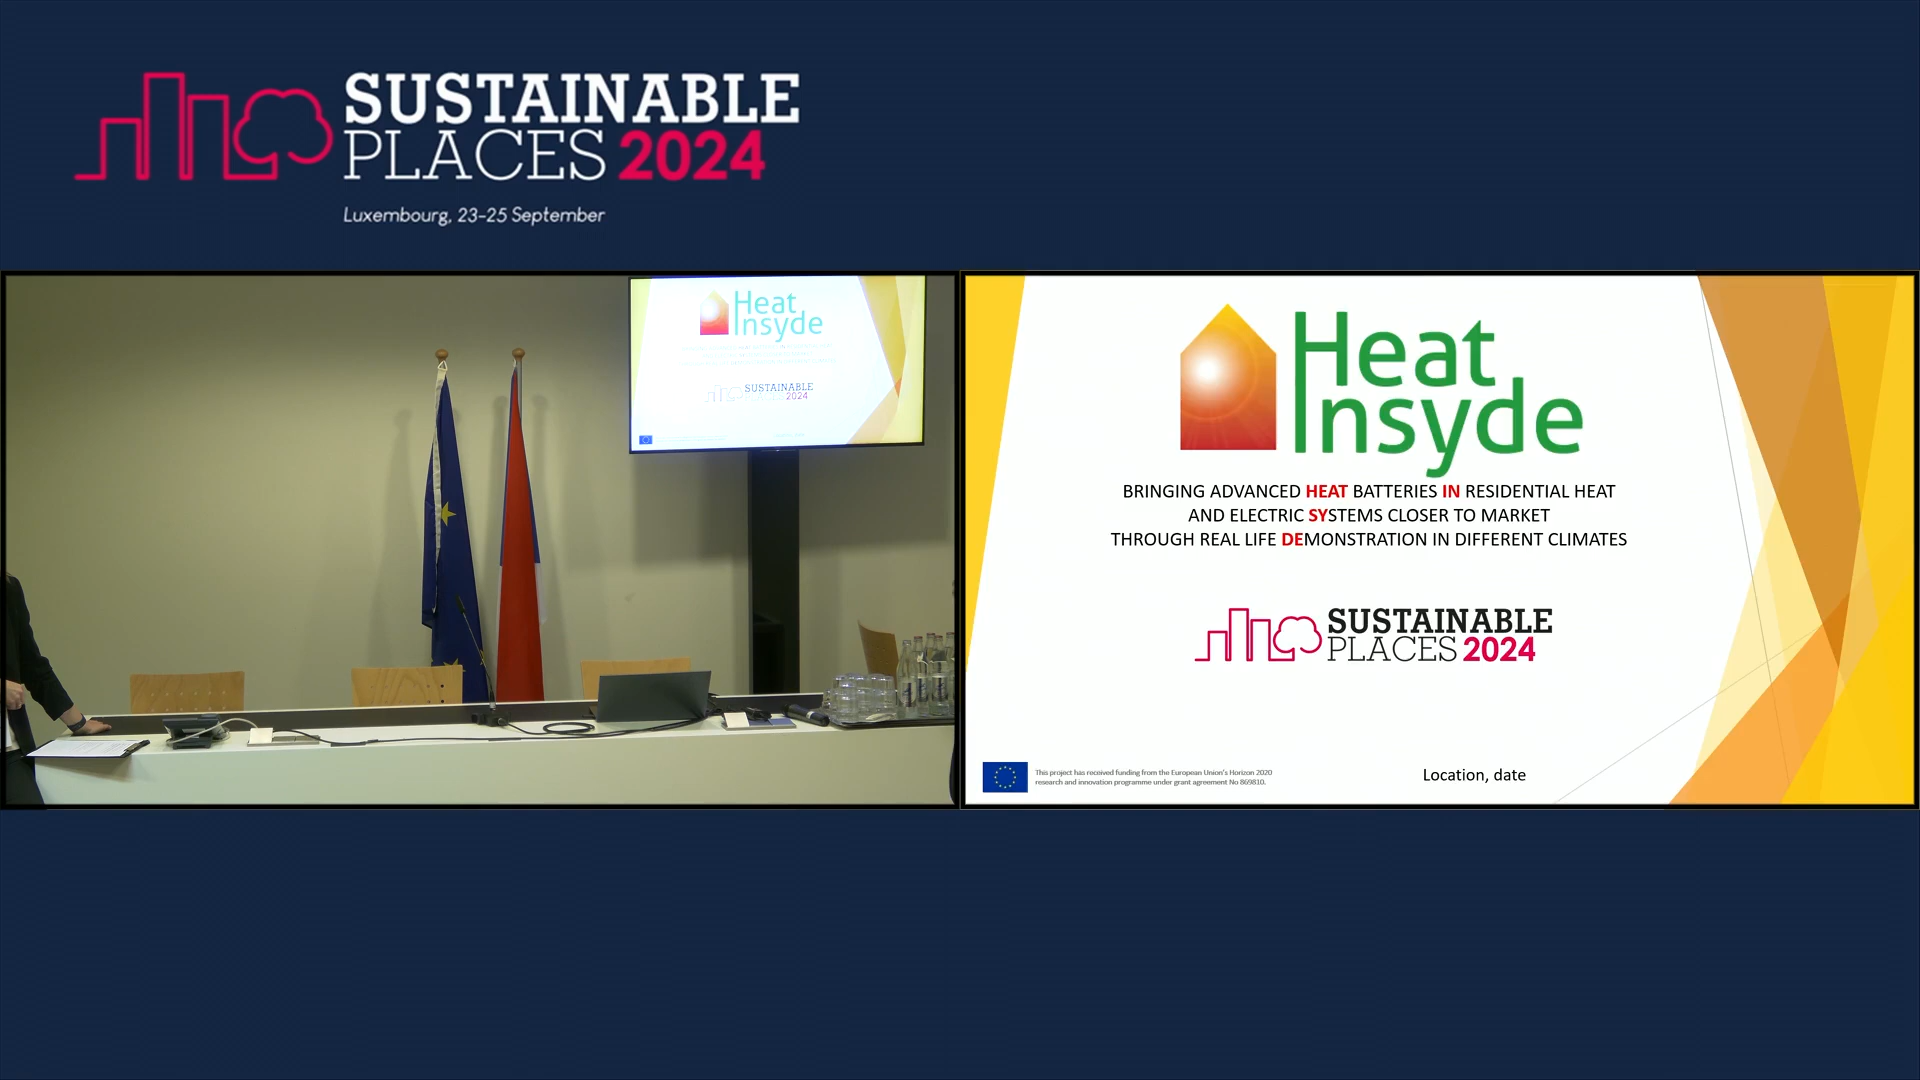 SUSTAINABLE
PLACES 2024
Luxembourg, 23-25 September
Heat
Insyde
SUSTAINABLE
PLACES 2024
Heat
Insyde
BRINGING ADVANCED HEAT BATTERIES IN RESIDENTIAL HEAT
AND ELECTRIC SYSTEMS CLOSER TO MARKET
THROUGH REAL LIFE DEMONSTRATION IN DIFFERENT CLIMATES
SUSTAINABLE
PLACES 2024
This project has received funding from the European Union's Horizon 2020
research and innovation programme under grant agreement No 869810.
Location, date